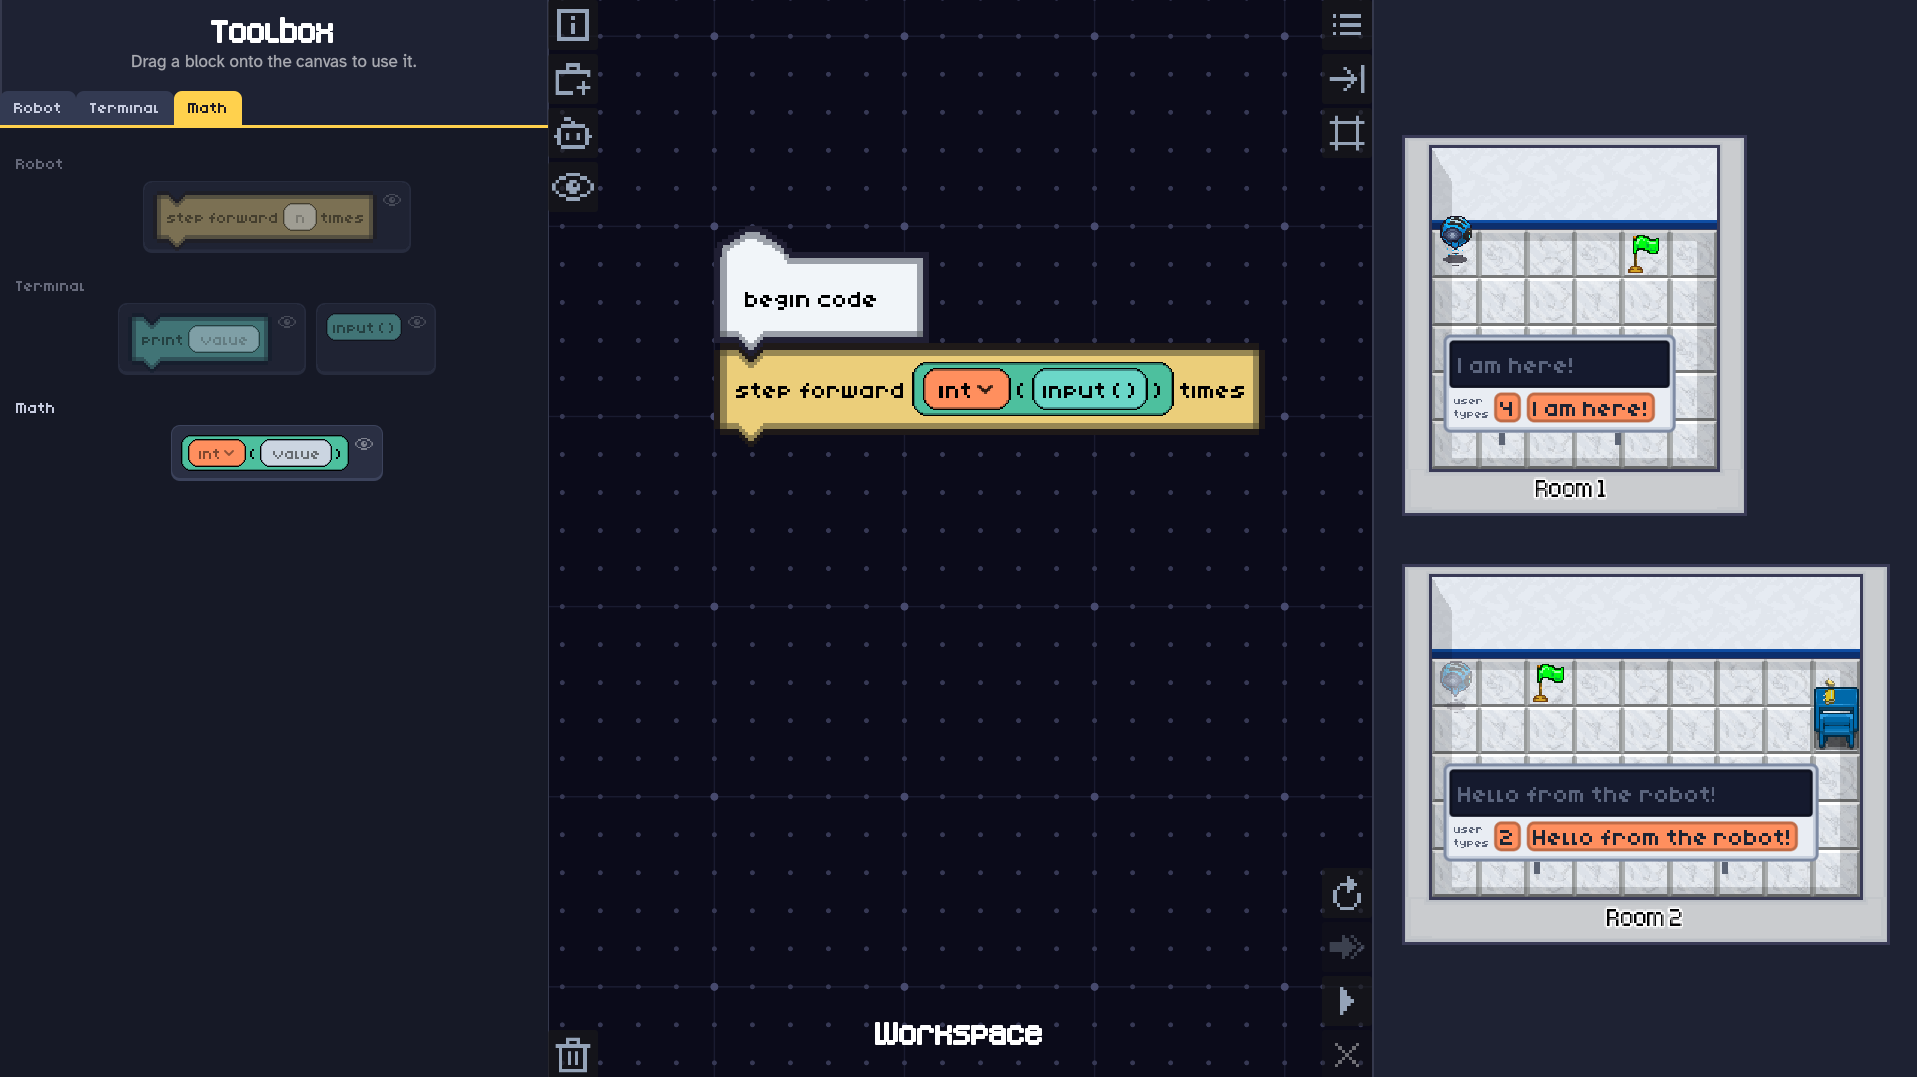 Toolbox
Drag a block onto the canvas to use it.
Robot Terminal Math
Robot
step forward n times
Terminal
print value
input ()
Math
int ( value )
begin code
step forward int ( input () ) times
Workspace
I am here!
user types 4 I am here!
Room 1
Hello from the robot!
user types 2 Hello from the robot!
Room 2